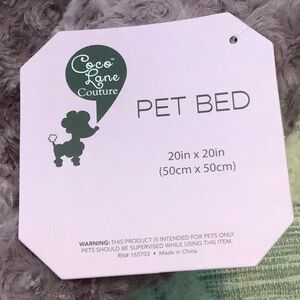 Coco™
Lane
Couture
PET BED
20in x 20in
(50cm x 50cm)
WARNING: THIS PRODUCT IS INTENDED FOR PETS ONLY.
PETS SHOULD BE SUPERVISED WHILE USING THIS ITEM.
RN# 165703 • Made in China